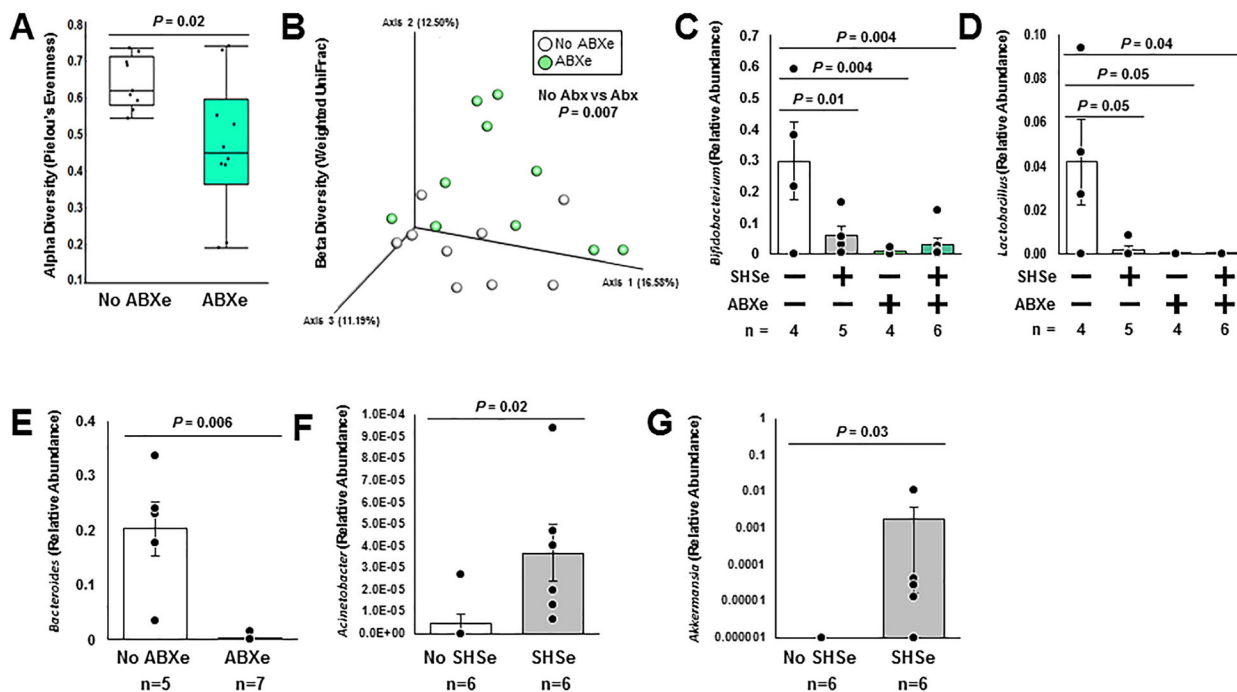 A
P = 0.02
Alpha Diversity (Pielou's Evenness)
0.8
0.7
0.6
0.5
0.4
0.3
0.2
0.1
No ABXe
ABXe
B
Beta Diversity (Weighted UniFrac)
Axis 2 (12.50%)
No ABXe
ABXe
No Abx vs Abx
P = 0.007
Axis 1 (16.58%)
Axis 3 (11.19%)
C
Bifidobacterium (Relative Abundance)
0.7
0.6
0.5
0.4
0.3
0.2
0.1
0
P = 0.004
P = 0.004
P = 0.01
SHSe − + − +
ABXe − − + +
n = 4 5 4 6
D
Lactobacillus (Relative Abundance)
0.10
0.08
0.06
0.04
0.02
0.00
P = 0.04
P = 0.05
P = 0.05
SHSe − + − +
ABXe − − + +
n = 4 5 4 6
E
Bacteroides (Relative Abundance)
0.4
0.3
0.2
0.1
0
P = 0.006
No ABXe
ABXe
n=5
n=7
F
Acinetobacter (Relative Abundance)
1.0E-04
9.0E-05
8.0E-05
7.0E-05
6.0E-05
5.0E-05
4.0E-05
3.0E-05
2.0E-05
1.0E-05
0.0E+00
P = 0.02
No SHSe
SHSe
n=6
n=6
G
Akkermansia (Relative Abundance)
1
0.1
0.01
0.001
0.0001
0.00001
0.000001
P = 0.03
No SHSe
SHSe
n=6
n=6